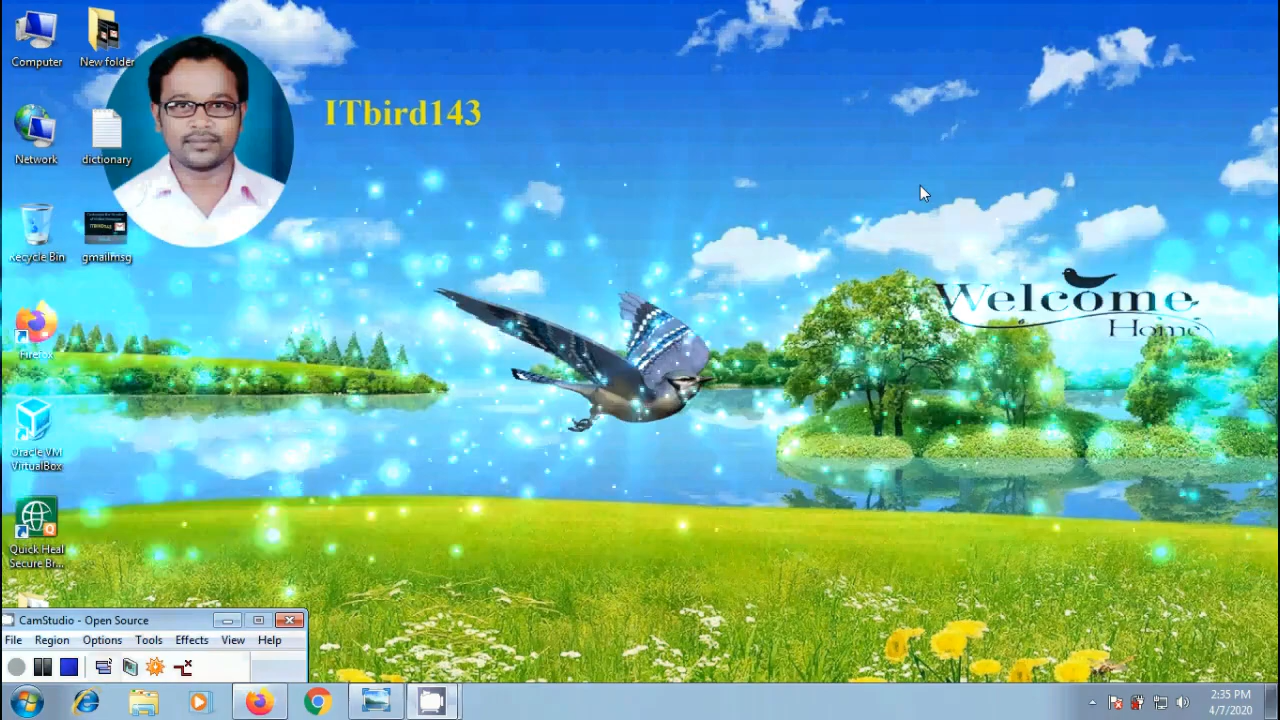 Computer
New folder
ITbird143
Network
dictionary
Recycle Bin
gmailmsg
Welcome
Home
Firefox
Oracle VM
VirtualBox
Quick Heal
Secure Br...
CamStudio - Open Source
File Region Options Tools Effects View Help
2:35 PM
4/7/2020